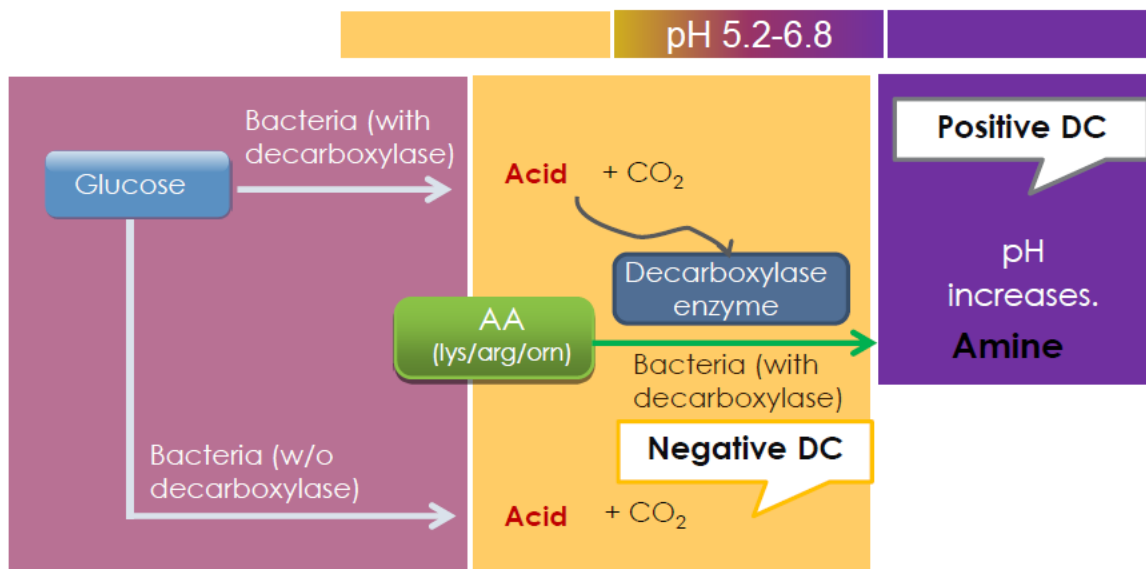 pH 5.2-6.8
Bacteria (with
decarboxylase)
Glucose
Acid + CO₂
Positive DC
Decarboxylase
enzyme
pH
increases.
Amine
AA
(lys/arg/orn)
Bacteria (with
decarboxylase)
Negative DC
Bacteria (w/o
decarboxylase)
Acid + CO₂